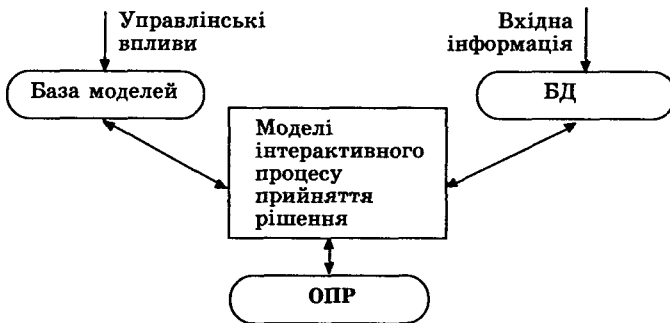 Управлінські
впливи
Вхідна
інформація
База моделей
БД
Моделі
інтерактивного
процесу
прийняття
рішення
ОПР